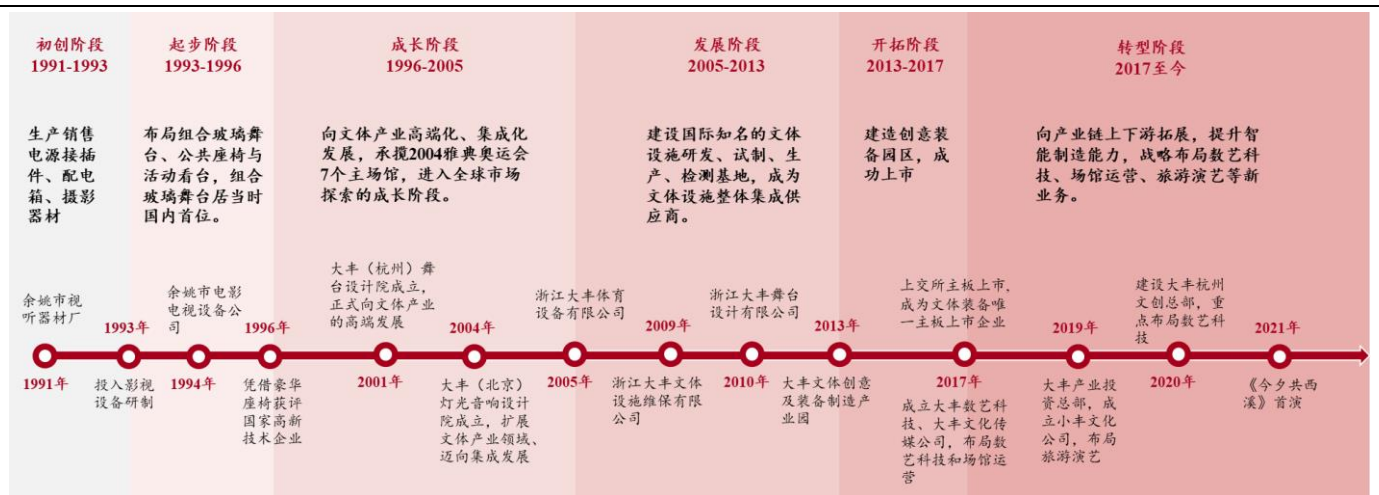 初创阶段
1991-1993
起步阶段
1993-1996
成长阶段
1996-2005
发展阶段
2005-2013
开拓阶段
2013-2017
转型阶段
2017至今
生产销售
电源接插
件、配电
箱、摄影
器材
布局组合玻璃舞
台、公共座椅与
活动看台，组合
玻璃舞台居当时
国内首位。
向文体产业高端化、集成化
发展，承揽2004雅典奥运会
7个主场馆，进入全球市场
探索的成长阶段。
建设国际知名的文体
设施研发、试制、生
产、检测基地，成为
文体设施整体集成供
应商。
建造创意装
备园区，成
功上市
向产业链上下游拓展，提升智
能制造能力，战略布局数艺科
技、场馆运营、旅游演艺等新
业务。
余姚市视
听器材厂
1991年
1993年
投入影视
设备研制
余姚市电影
电视设备公
司
1994年
1996年
凭借豪华
座椅获评
国家高新
技术企业
大丰（杭州）舞
台设计院成立，
正式向文体产业
的高端发展
2001年
2004年
大丰（北京）
灯光音响设计
院成立，扩展
文体产业领域、
迈向集成发展
浙江大丰体育
设备有限公司
2005年
2009年
浙江大丰文体
设施维保有限
公司
浙江大丰舞台
设计有限公司
2010年
2013年
大丰文体创意
及装备制造产
业园
上交所主板上市，
成为文体装备唯
一主板上市企业
2017年
成立大丰数艺科
技、大丰文化传
媒公司，布局数
艺科技和场馆运
营
2019年
大丰产业投
资总部，成
立小丰文化
公司，布局
旅游演艺
建设大丰杭州
文创总部，重
点布局数艺科
技
2020年
2021年
《今夕共西
溪》首演